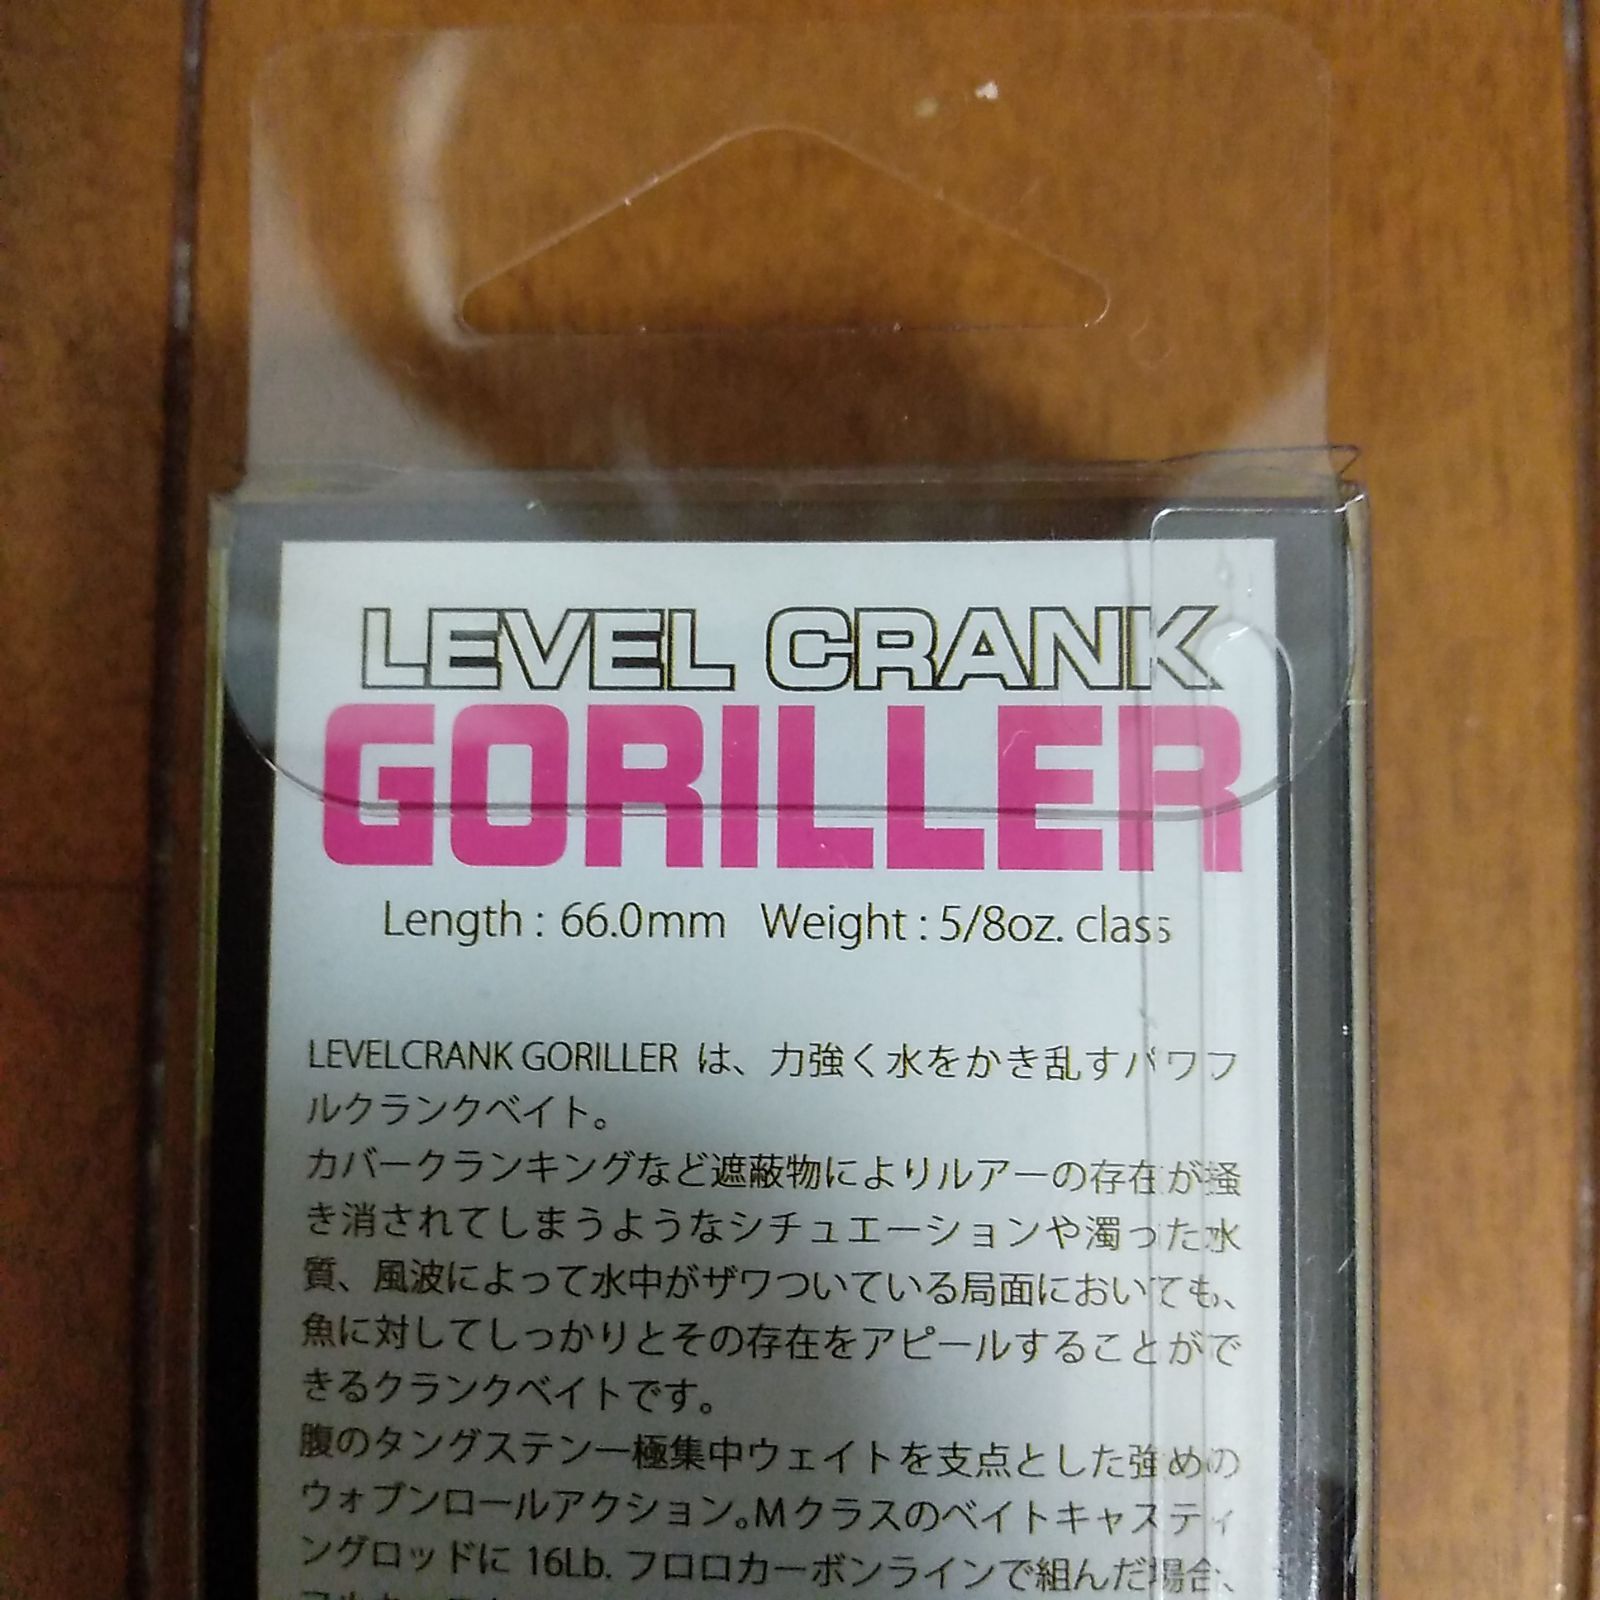 LEVEL CRANK
GORILLER
Length : 66.0mm Weight : 5/8oz. class
LEVELCRANK GORILLER は、力強く水をかき乱すパワフ
ルクランクベイト。
カバークランキングなど遮蔽物によりルアーの存在が掻
き消されてしまうようなシチュエーションや濁った水
質、風波によって水中がザワついている局面においても、
魚に対してしっかりとその存在をアピールすることがで
きるクランクベイトです。
腹のタングステン一極集中ウェイトを支点とした強めの
ウォブンロールアクション。Mクラスのベイトキャスティ
ングロッドに 16Lb. フロロカーボンラインで組んだ場合、